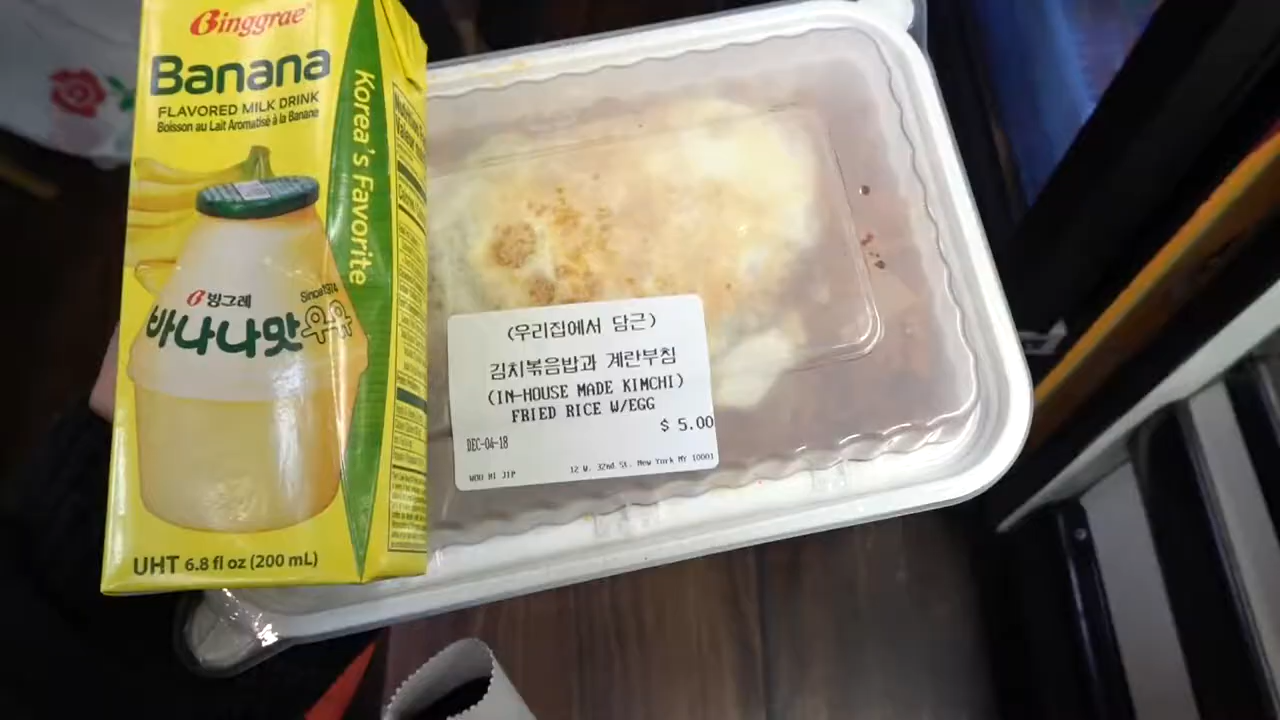 Binggrae
Banana
FLAVORED MILK DRINK
Boisson au Lait Aromatisé à la Banane
Korea's Favorite
빙그레
Since 1974
바나나맛우유
UHT 6.8 fl oz (200 mL)
(우리집에서 담근)
김치볶음밥과 계란부침
(IN-HOUSE MADE KIMCHI)
FRIED RICE W/EGG
$ 5.00
DEC-04-18
WOO RI JIP
12 W. 32nd St. New York NY 10001